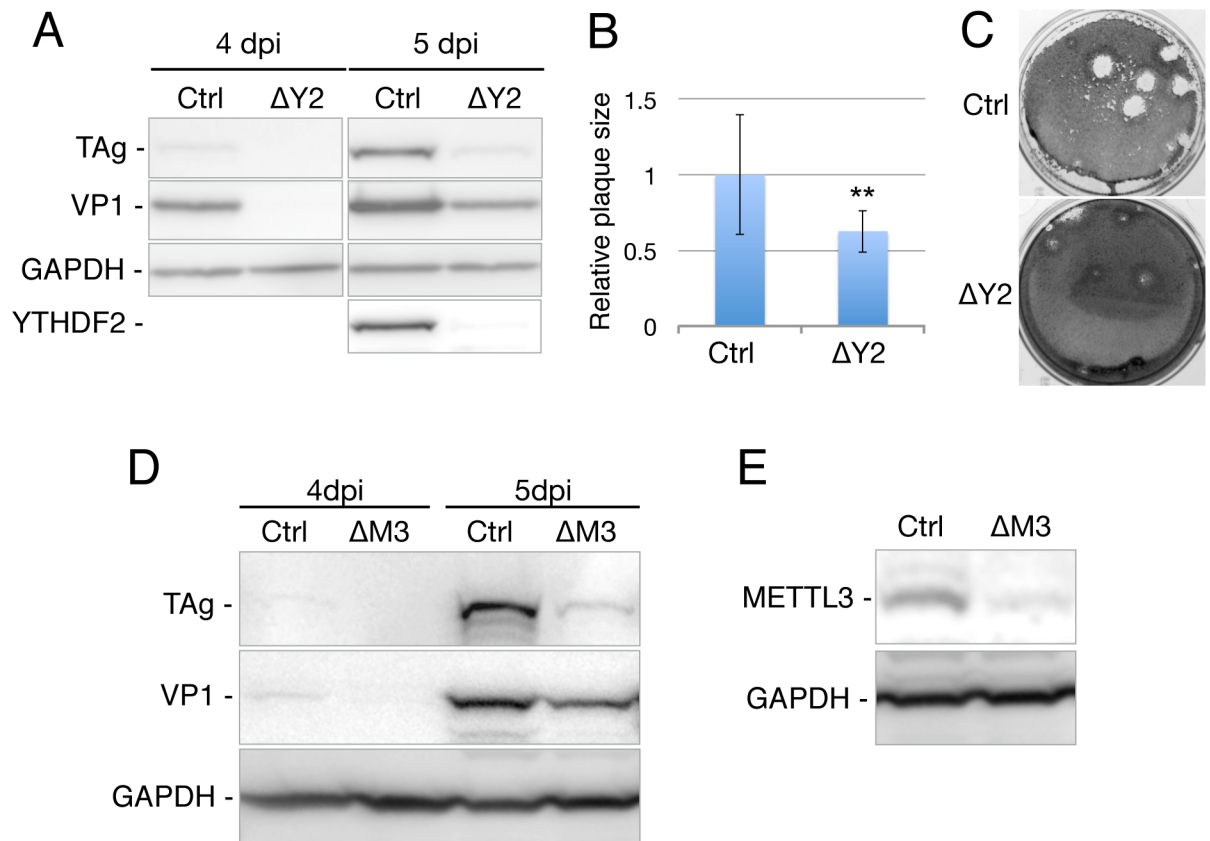 A
4 dpi 5 dpi
Ctrl ΔY2 Ctrl ΔY2
TAg -
VP1 -
GAPDH -
YTHDF2 -
B
Relative plaque size
1.5
1
0.5
0
**
Ctrl ΔY2
C
Ctrl
ΔY2
D
4dpi 5dpi
Ctrl ΔM3 Ctrl ΔM3
TAg -
VP1 -
GAPDH -
E
Ctrl ΔM3
METTL3 -
GAPDH -